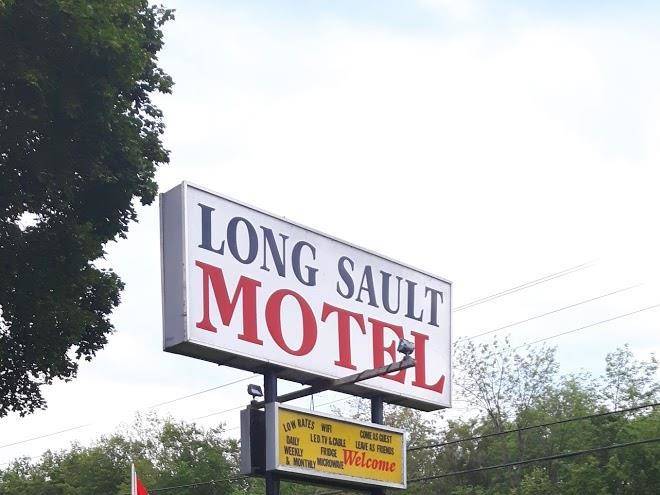 LONG SAULT
MOTEL
LOW RATES WIFI COME AS GUEST
DAILY LED TV & CABLE LEAVE AS FRIENDS
WEEKLY FRIDGE Welcome
& MONTHLY MICROWAVE